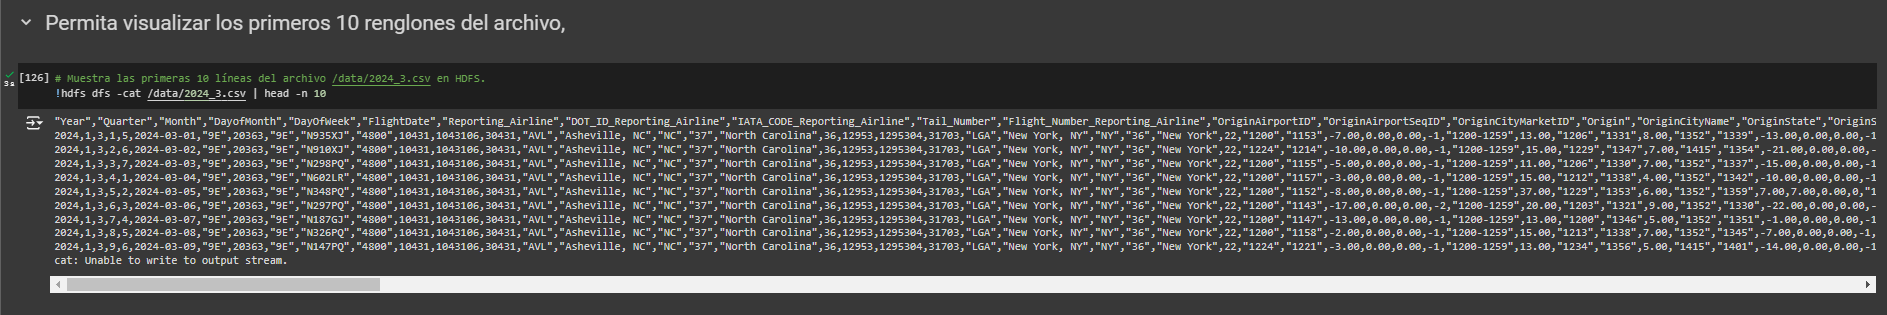 Permita visualizar los primeros 10 renglones del archivo,
[126] # Muestra las primeras 10 líneas del archivo /data/2024_3.csv en HDFS.
3s
!hdfs dfs -cat /data/2024_3.csv | head -n 10
"Year","Quarter","Month","DayofMonth","DayOfWeek","FlightDate","Reporting_Airline","DOT_ID_Reporting_Airline","IATA_CODE_Reporting_Airline","Tail_Number","Flight_Number_Reporting_Airline","OriginAirportID","OriginAirportSeqID","OriginCityMarketID","Origin","OriginCityName","OriginState","OriginS
2024,1,3,1,5,2024-03-01,"9E",20363,"9E","N935XJ","4800",10431,1043106,30431,"AVL","Asheville, NC","NC","37","North Carolina",36,12953,1295304,31703,"LGA","New York, NY","NY","36","New York",22,"1200","1153",-7.00,0.00,0.00,-1,"1200-1259",13.00,"1206","1331",8.00,"1352","1339",-13.00,0.00,0.00,-1
2024,1,3,2,6,2024-03-02,"9E",20363,"9E","N910XJ","4800",10431,1043106,30431,"AVL","Asheville, NC","NC","37","North Carolina",36,12953,1295304,31703,"LGA","New York, NY","NY","36","New York",22,"1224","1214",-10.00,0.00,0.00,-1,"1200-1259",15.00,"1229","1347",7.00,"1415","1354",-21.00,0.00,0.00,-
2024,1,3,3,7,2024-03-03,"9E",20363,"9E","N298PQ","4800",10431,1043106,30431,"AVL","Asheville, NC","NC","37","North Carolina",36,12953,1295304,31703,"LGA","New York, NY","NY","36","New York",22,"1200","1155",-5.00,0.00,0.00,-1,"1200-1259",11.00,"1206","1330",7.00,"1352","1337",-15.00,0.00,0.00,-1
2024,1,3,4,1,2024-03-04,"9E",20363,"9E","N602LR","4800",10431,1043106,30431,"AVL","Asheville, NC","NC","37","North Carolina",36,12953,1295304,31703,"LGA","New York, NY","NY","36","New York",22,"1200","1157",-3.00,0.00,0.00,-1,"1200-1259",15.00,"1212","1338",4.00,"1352","1342",-10.00,0.00,0.00,-1
2024,1,3,5,2,2024-03-05,"9E",20363,"9E","N348PQ","4800",10431,1043106,30431,"AVL","Asheville, NC","NC","37","North Carolina",36,12953,1295304,31703,"LGA","New York, NY","NY","36","New York",22,"1200","1152",-8.00,0.00,0.00,-1,"1200-1259",37.00,"1229","1353",6.00,"1352","1359",7.00,7.00,0.00,0,"1
2024,1,3,6,3,2024-03-06,"9E",20363,"9E","N297PQ","4800",10431,1043106,30431,"AVL","Asheville, NC","NC","37","North Carolina",36,12953,1295304,31703,"LGA","New York, NY","NY","36","New York",22,"1200","1143",-17.00,0.00,0.00,-2,"1200-1259",20.00,"1203","1321",9.00,"1352","1330",-22.00,0.00,0.00,-
2024,1,3,7,4,2024-03-07,"9E",20363,"9E","N187GJ","4800",10431,1043106,30431,"AVL","Asheville, NC","NC","37","North Carolina",36,12953,1295304,31703,"LGA","New York, NY","NY","36","New York",22,"1200","1147",-13.00,0.00,0.00,-1,"1200-1259",13.00,"1200","1346",5.00,"1352","1351",-1.00,0.00,0.00,-1
2024,1,3,8,5,2024-03-08,"9E",20363,"9E","N326PQ","4800",10431,1043106,30431,"AVL","Asheville, NC","NC","37","North Carolina",36,12953,1295304,31703,"LGA","New York, NY","NY","36","New York",22,"1200","1158",-2.00,0.00,0.00,-1,"1200-1259",15.00,"1213","1338",7.00,"1352","1345",-7.00,0.00,0.00,-1,
2024,1,3,9,6,2024-03-09,"9E",20363,"9E","N147PQ","4800",10431,1043106,30431,"AVL","Asheville, NC","NC","37","North Carolina",36,12953,1295304,31703,"LGA","New York, NY","NY","36","New York",22,"1224","1221",-3.00,0.00,0.00,-1,"1200-1259",13.00,"1234","1356",5.00,"1415","1401",-14.00,0.00,0.00,-1
cat: Unable to write to output stream.